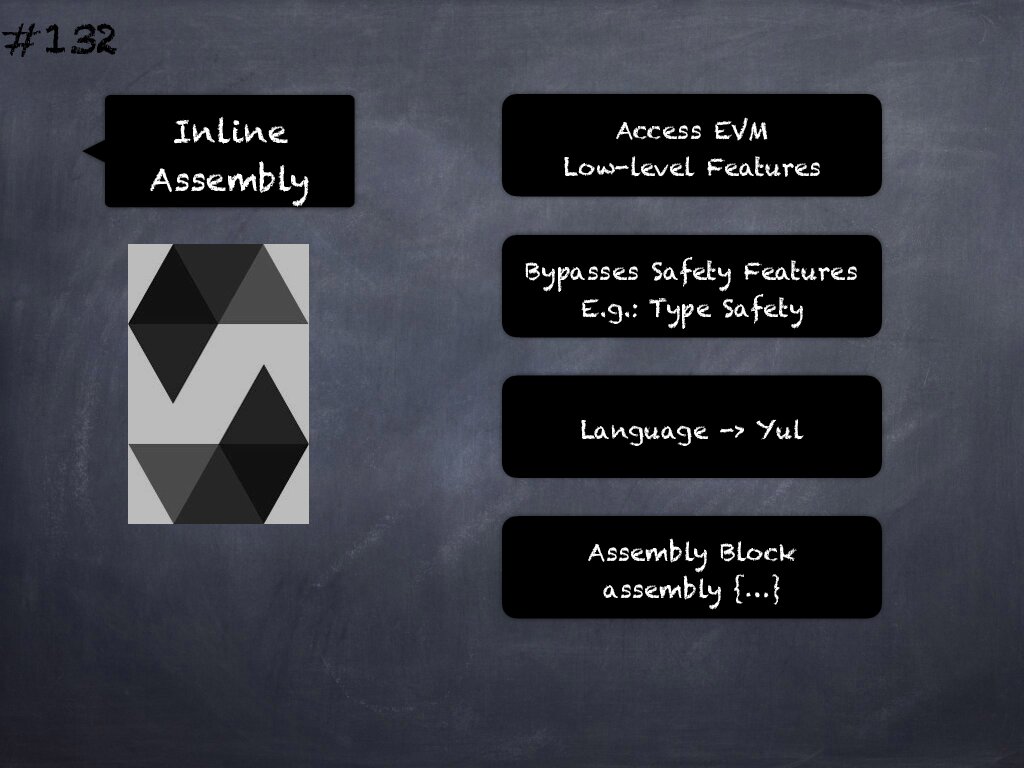 #132
Inline
Assembly
Access EVM
Low-level Features
Bypasses Safety Features
E.g.: Type Safety
Language -> Yul
Assembly Block
assembly {...}